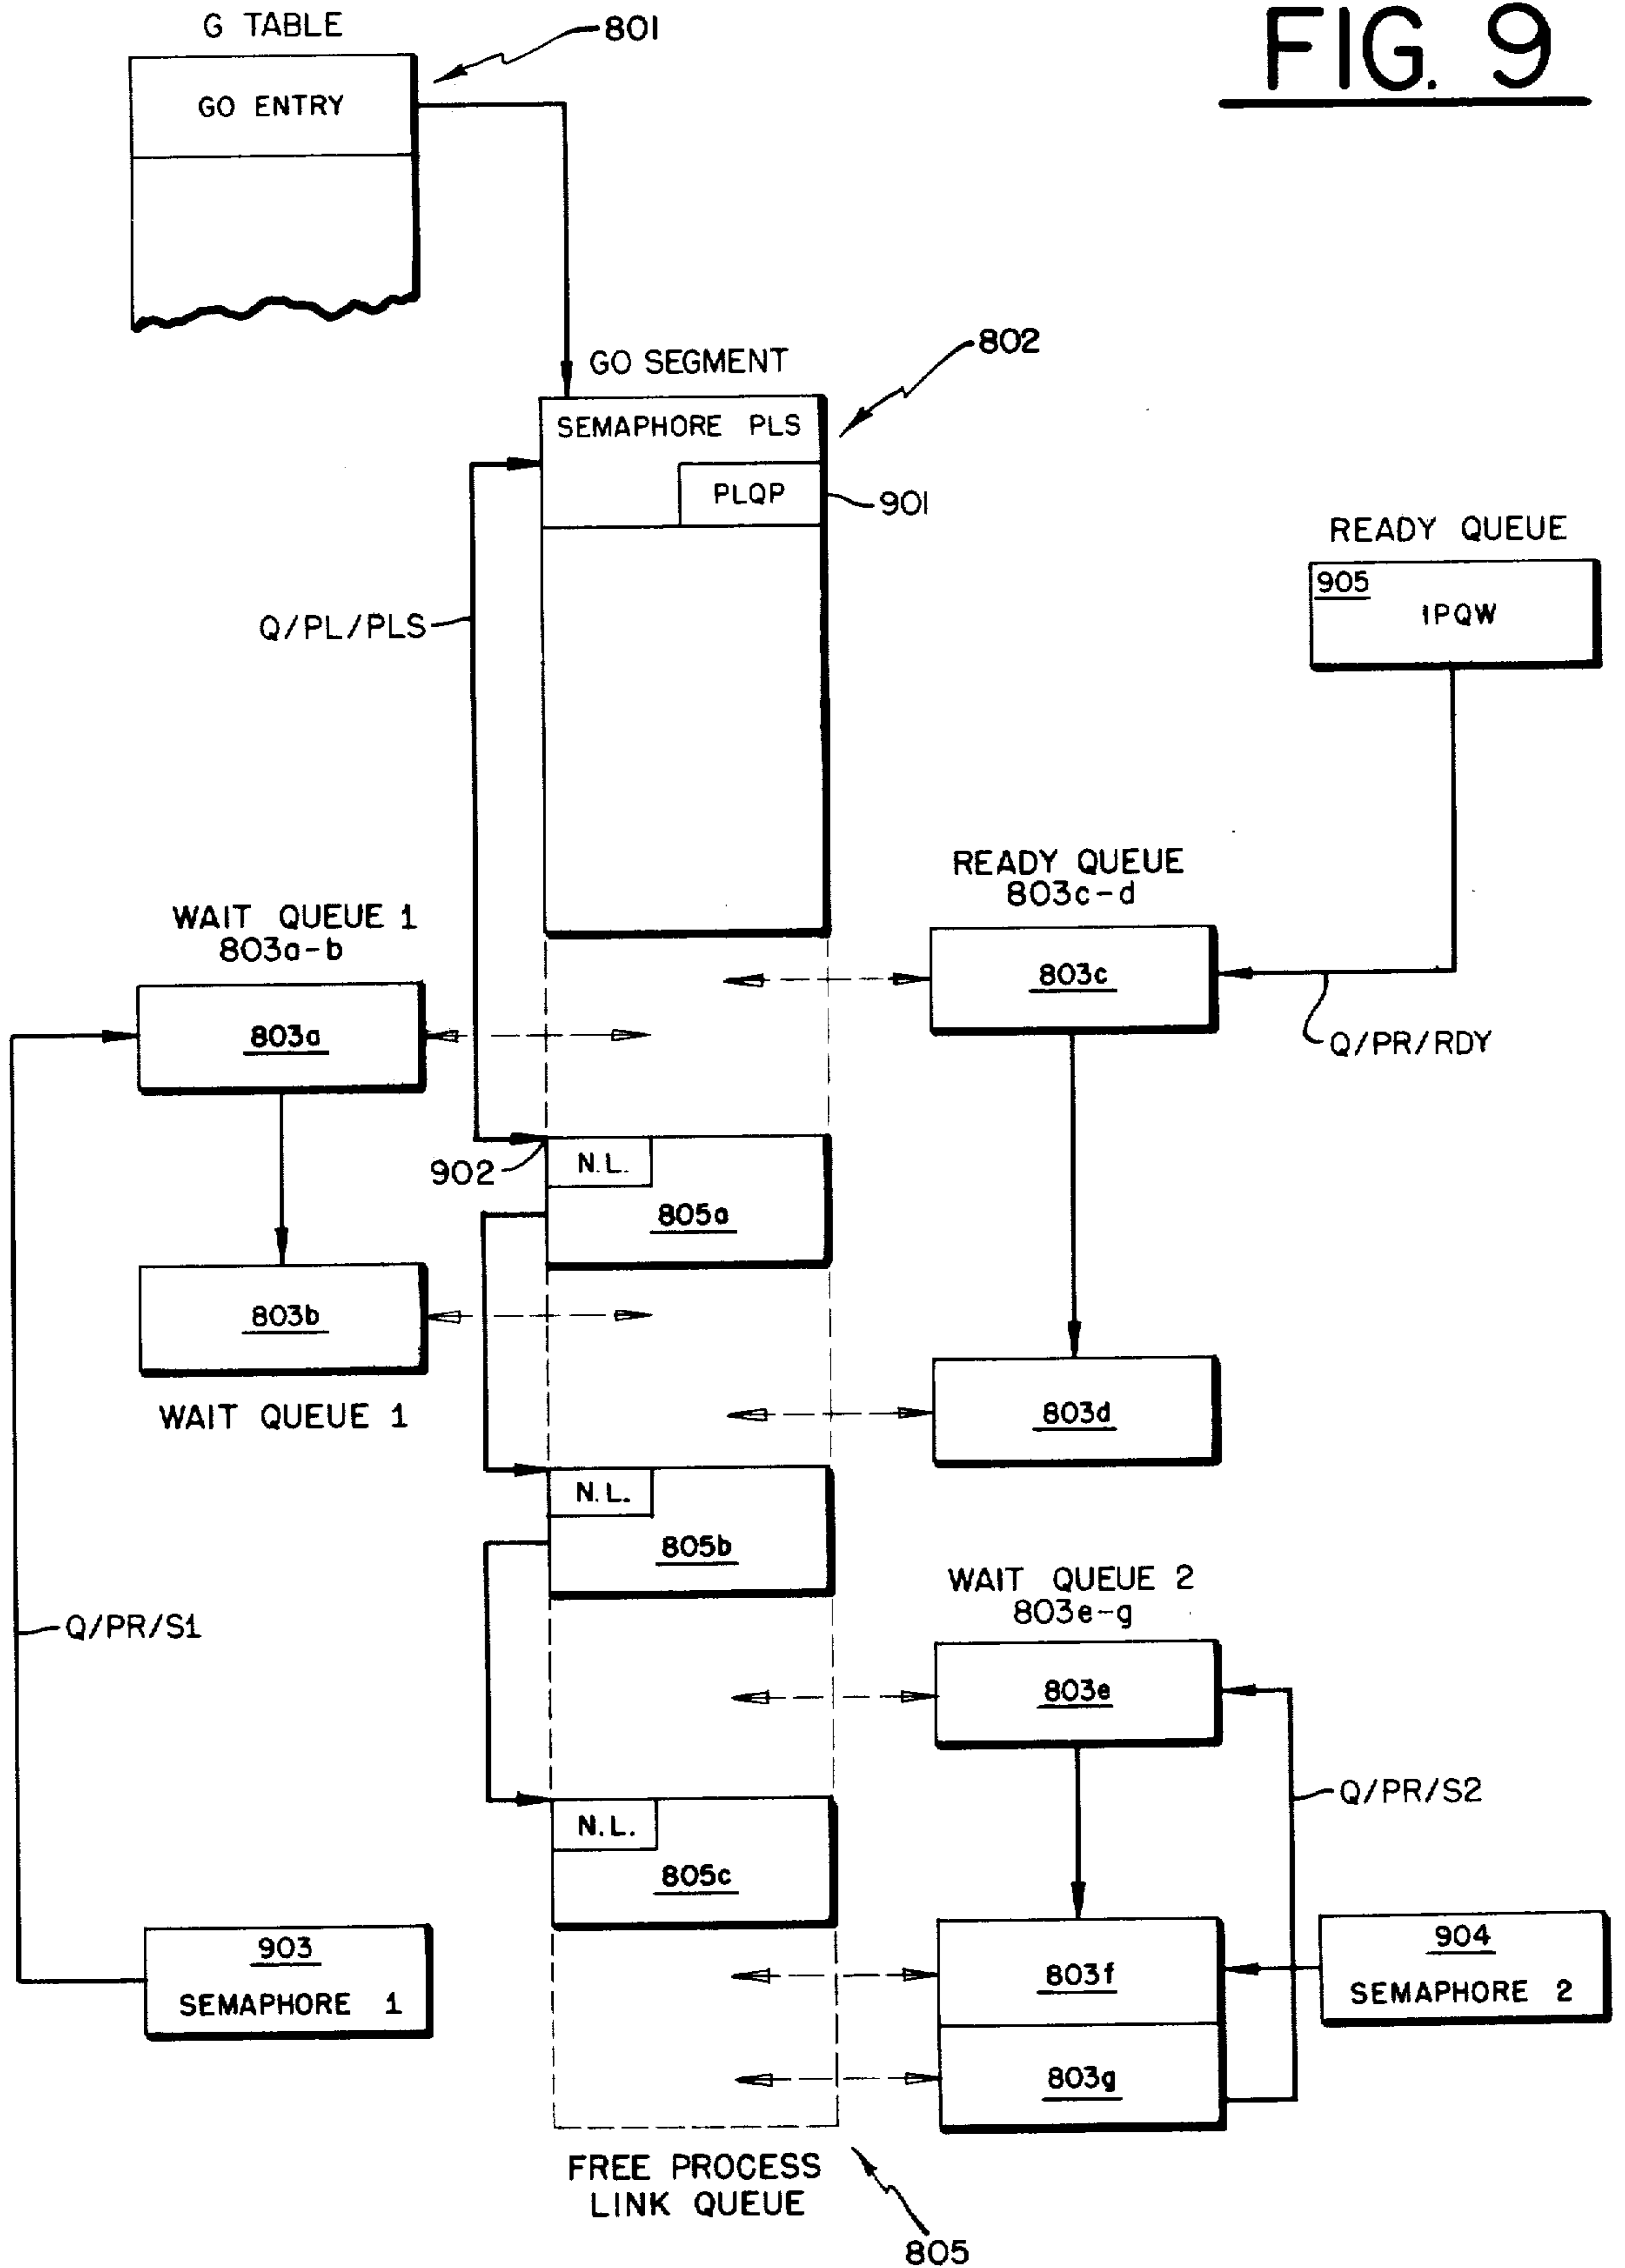 FIG. 9
G TABLE
801
GO ENTRY
802
GO SEGMENT
SEMAPHORE PLS
PLQP
901
READY QUEUE
905
IPQW
Q/PL/PLS
READY QUEUE
803c-d
WAIT QUEUE 1
803a-b
803c
803a
Q/PR/RDY
902
N.L.
805a
803b
WAIT QUEUE 1
803d
N.L.
805b
WAIT QUEUE 2
803e-g
Q/PR/S1
803e
Q/PR/S2
N.L.
805c
903
SEMAPHORE 1
803f
904
SEMAPHORE 2
803g
FREE PROCESS
LINK QUEUE
805